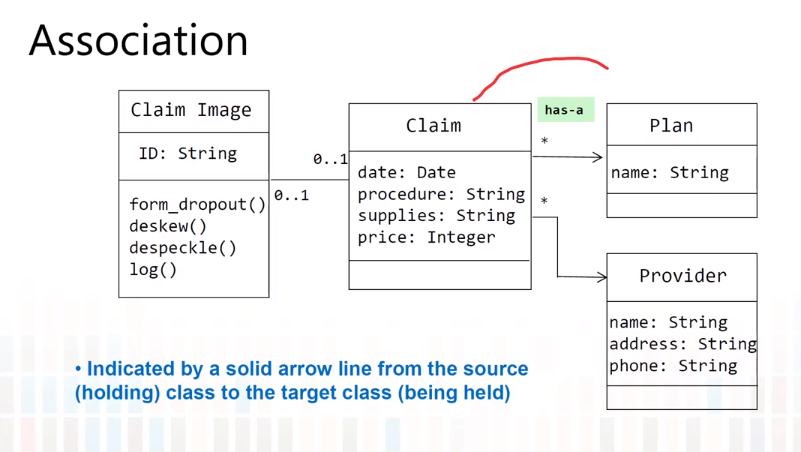 Association
Claim Image
ID: String
form_dropout()
deskew()
despeckle()
log()
0..1
0..1
Claim
date: Date
procedure: String
supplies: String
price: Integer
has-a
*
*
Plan
name: String
Provider
name: String
address: String
phone: String
• Indicated by a solid arrow line from the source
(holding) class to the target class (being held)